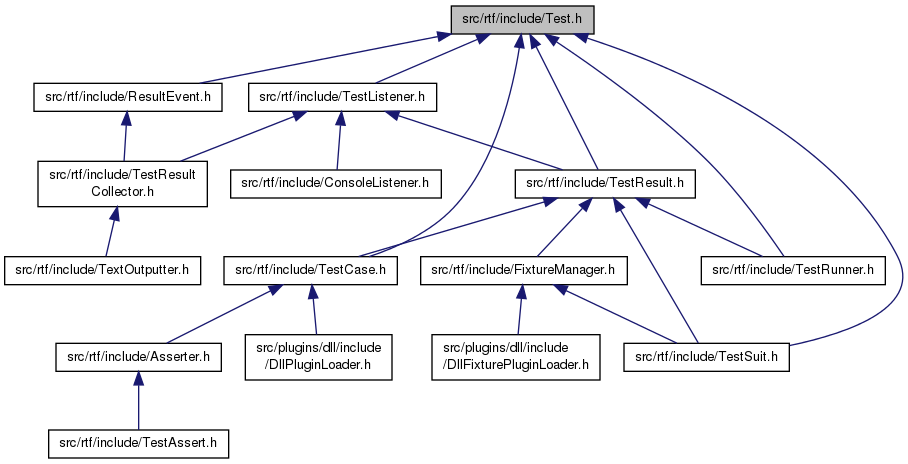 src/rtf/include/Test.h
src/rtf/include/ResultEvent.h
src/rtf/include/TestListener.h
src/rtf/include/TestResult
Collector.h
src/rtf/include/ConsoleListener.h
src/rtf/include/TestResult.h
src/rtf/include/TextOutputter.h
src/rtf/include/TestCase.h
src/rtf/include/FixtureManager.h
src/rtf/include/TestRunner.h
src/rtf/include/Asserter.h
src/plugins/dll/include
/DllPluginLoader.h
src/plugins/dll/include
/DllFixturePluginLoader.h
src/rtf/include/TestSuit.h
src/rtf/include/TestAssert.h